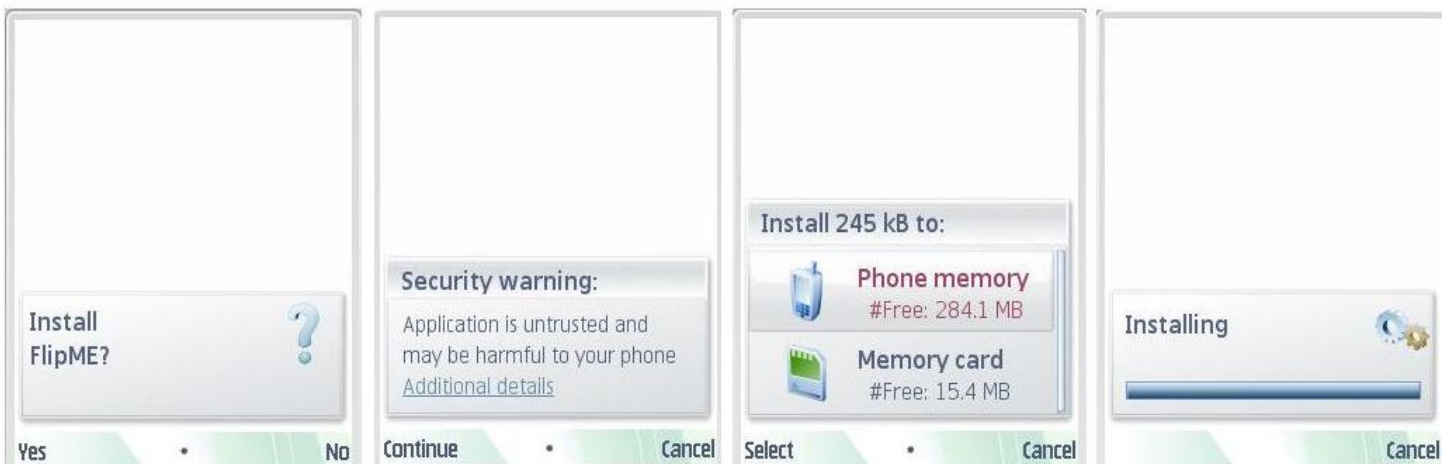 Install
FlipME?
Yes
No
Security warning:
Application is untrusted and
may be harmful to your phone
Additional details
Continue
Cancel
Install 245 kB to:
Phone memory
#Free: 284.1 MB
Memory card
#Free: 15.4 MB
Select
Cancel
Installing
Cancel